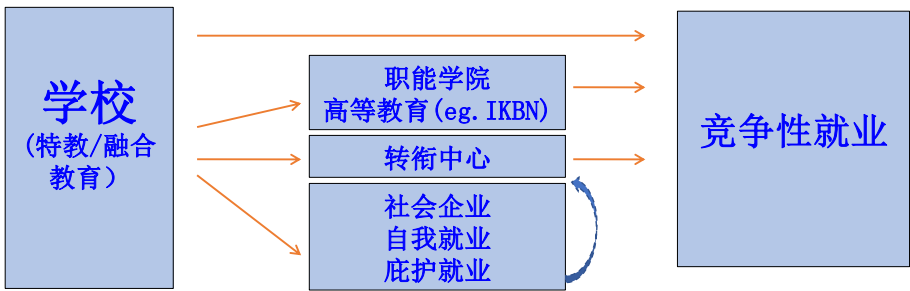 学校
(特教/融合
教育）
职能学院
高等教育(eg.IKBN)
转衔中心
社会企业
自我就业
庇护就业
竞争性就业